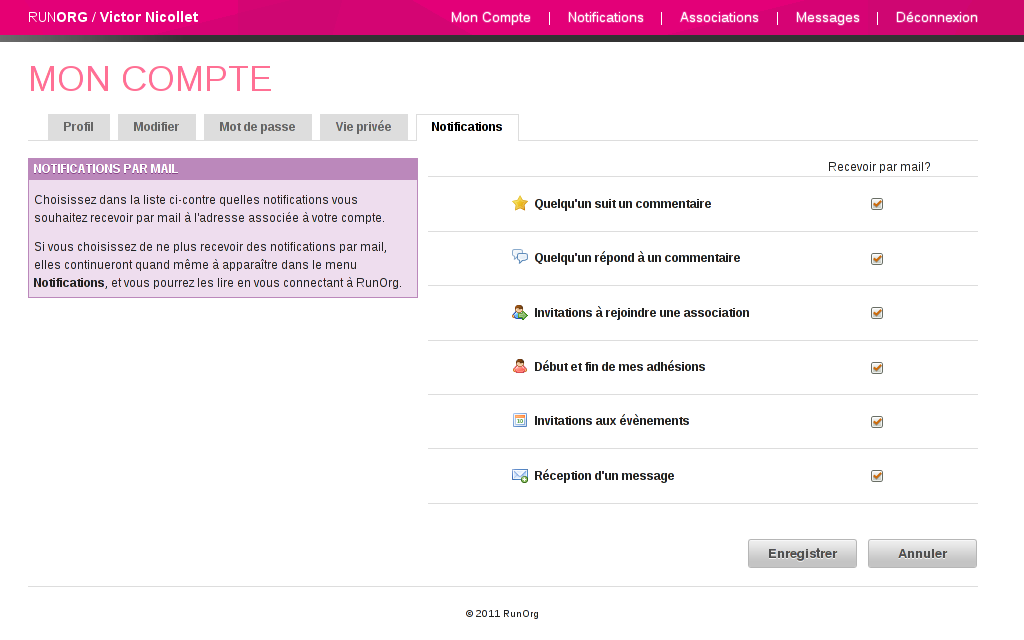 RUNORG / Victor Nicollet
Mon Compte | Notifications | Associations | Messages | Déconnexion
MON COMPTE
Profil Modifier Mot de passe Vie privée Notifications
NOTIFICATIONS PAR MAIL
Choisissez dans la liste ci-contre quelles notifications vous
souhaitez recevoir par mail à l'adresse associée à votre compte.
Si vous choisissez de ne plus recevoir des notifications par mail,
elles continueront quand même à apparaître dans le menu
Notifications, et vous pourrez les lire en vous connectant à RunOrg.
Recevoir par mail?
Quelqu'un suit un commentaire
Quelqu'un répond à un commentaire
Invitations à rejoindre une association
Début et fin de mes adhésions
Invitations aux évènements
Réception d'un message
Enregistrer Annuler
© 2011 RunOrg